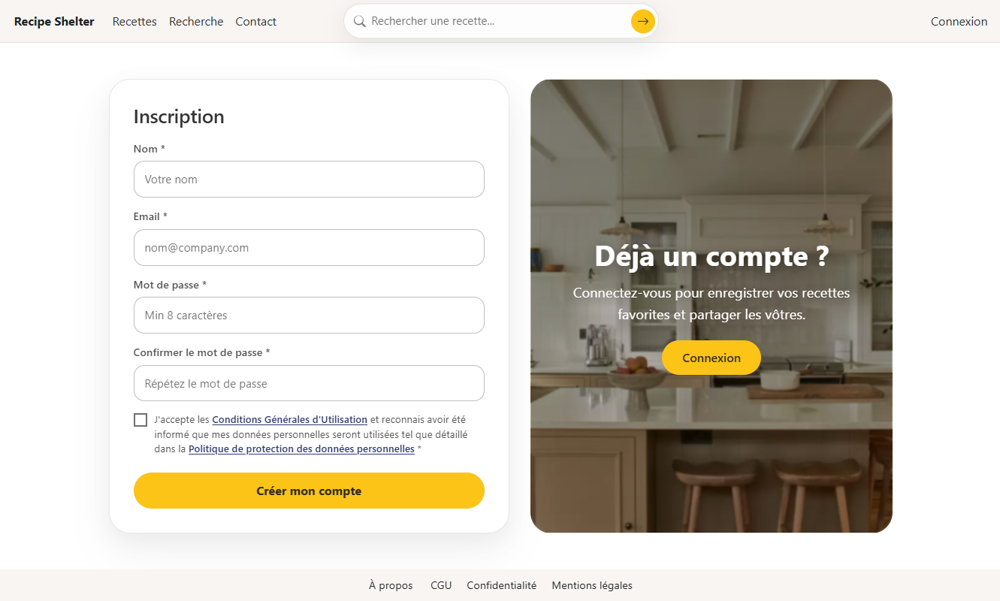 Recipe Shelter Recettes Recherche Contact Rechercher une recette... Connexion
Inscription
Nom *
Votre nom
Email *
nom@company.com
Mot de passe *
Min 8 caractères
Confirmer le mot de passe *
Répétez le mot de passe
J'accepte les Conditions Générales d'Utilisation et reconnais avoir été
informé que mes données personnelles seront utilisées tel que détaillé
dans la Politique de protection des données personnelles *
Créer mon compte
Déjà un compte ?
Connectez-vous pour enregistrer vos recettes
favorites et partager les vôtres.
Connexion
À propos CGU Confidentialité Mentions légales